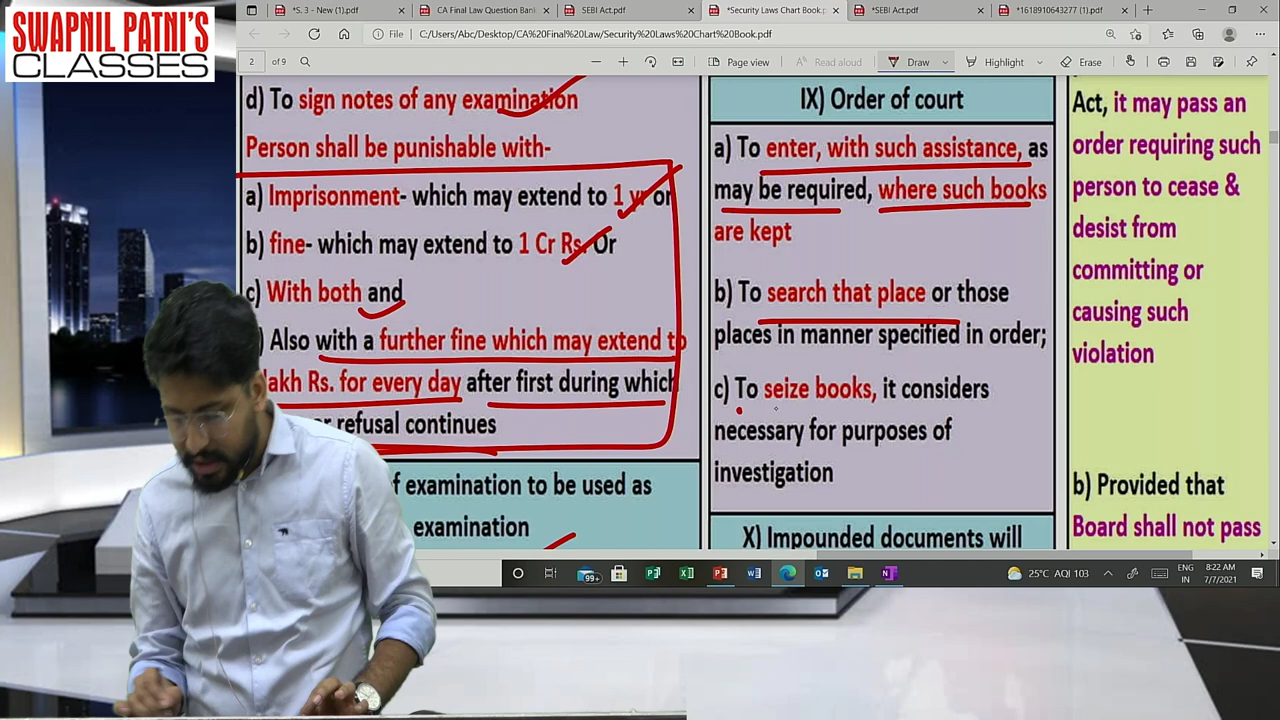 SWAPNIL PATNI'S
CLASSES
*S. 3 - New (1).pdf
CA Final Law Question Bank
SEBI Act.pdf
*Security Laws Chart Book.p
*SEBI Act.pdf
*1618910643277 (1).pdf
File
C:/Users/Abc/Desktop/CA%20Final%20Law/Security%20Laws%20Chart%20Book.pdf
2 of 9
Page view
Read aloud
Draw
Highlight
Erase
d) To sign notes of any examination
Person shall be punishable with-
a) Imprisonment- which may extend to 1 yr or
b) fine- which may extend to 1 Cr Rs. Or
c) With both and
Also with a further fine which may extend to
lakh Rs. for every day after first during which
or refusal continues
of examination to be used as
examination
IX) Order of court
a) To enter, with such assistance, as
may be required, where such books
are kept
b) To search that place or those
places in manner specified in order;
c) To seize books, it considers
necessary for purposes of
investigation
X) Impounded documents will
Act, it may pass an
order requiring such
person to cease &
desist from
committing or
causing such
violation
b) Provided that
Board shall not pass
99+
25°C AQI 103
ENG
IN
8:22 AM
7/7/2021